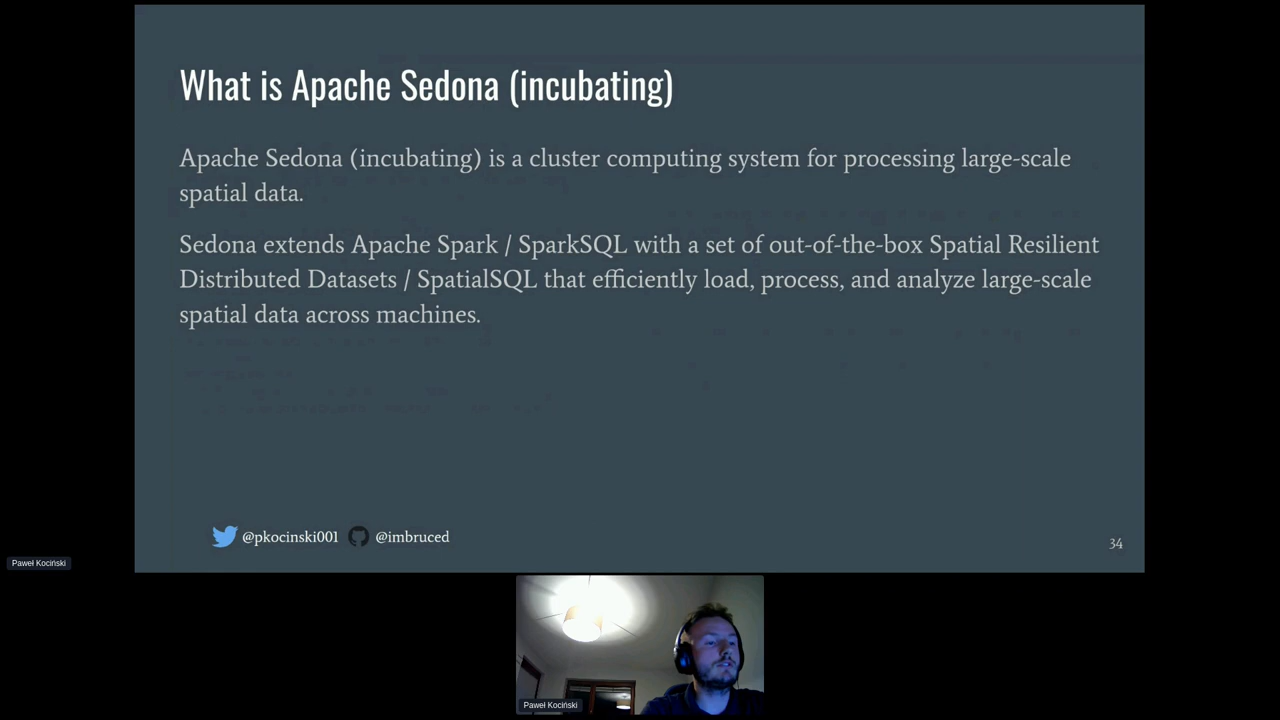 What is Apache Sedona (incubating)
Apache Sedona (incubating) is a cluster computing system for processing large-scale
spatial data.
Sedona extends Apache Spark / SparkSQL with a set of out-of-the-box Spatial Resilient
Distributed Datasets / SpatialSQL that efficiently load, process, and analyze large-scale
spatial data across machines.
@pkocinski001 @imbruced
34
Paweł Kociński
Paweł Kociński